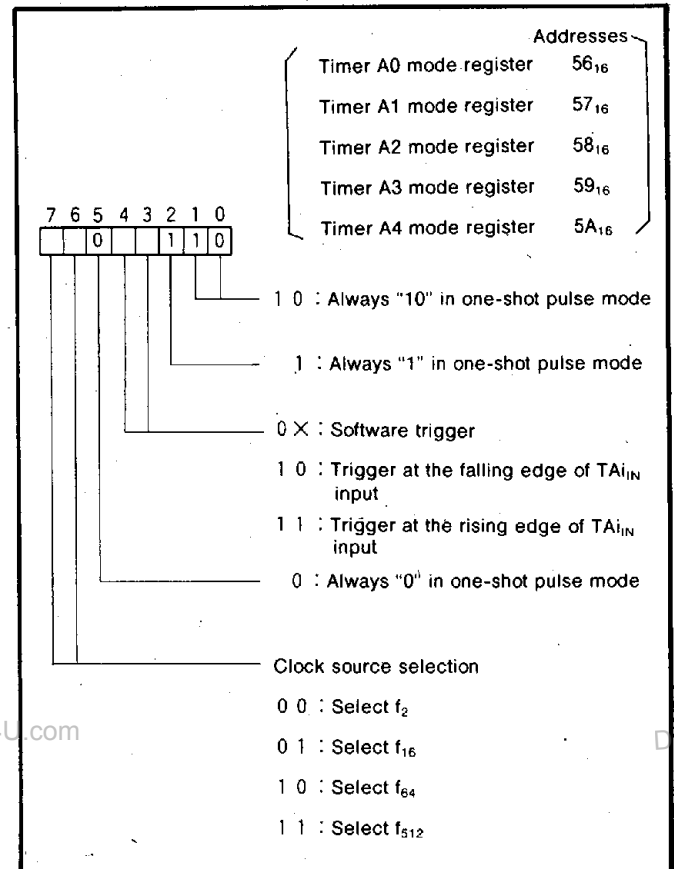 Addresses
Timer A0 mode register 56₁₆
Timer A1 mode register 57₁₆
Timer A2 mode register 58₁₆
Timer A3 mode register 59₁₆
Timer A4 mode register 5A₁₆
7 6 5 4 3 2 1 0
0 1 1 0
1 0 : Always "10" in one-shot pulse mode
1 : Always "1" in one-shot pulse mode
0 X : Software trigger
1 0 : Trigger at the falling edge of TAiIN
input
1 1 : Trigger at the rising edge of TAiIN
input
0 : Always "0" in one-shot pulse mode
Clock source selection
0 0 : Select f₂
0 1 : Select f₁₆
1 0 : Select f₆₄
1 1 : Select f₅₁₂
U.com
D